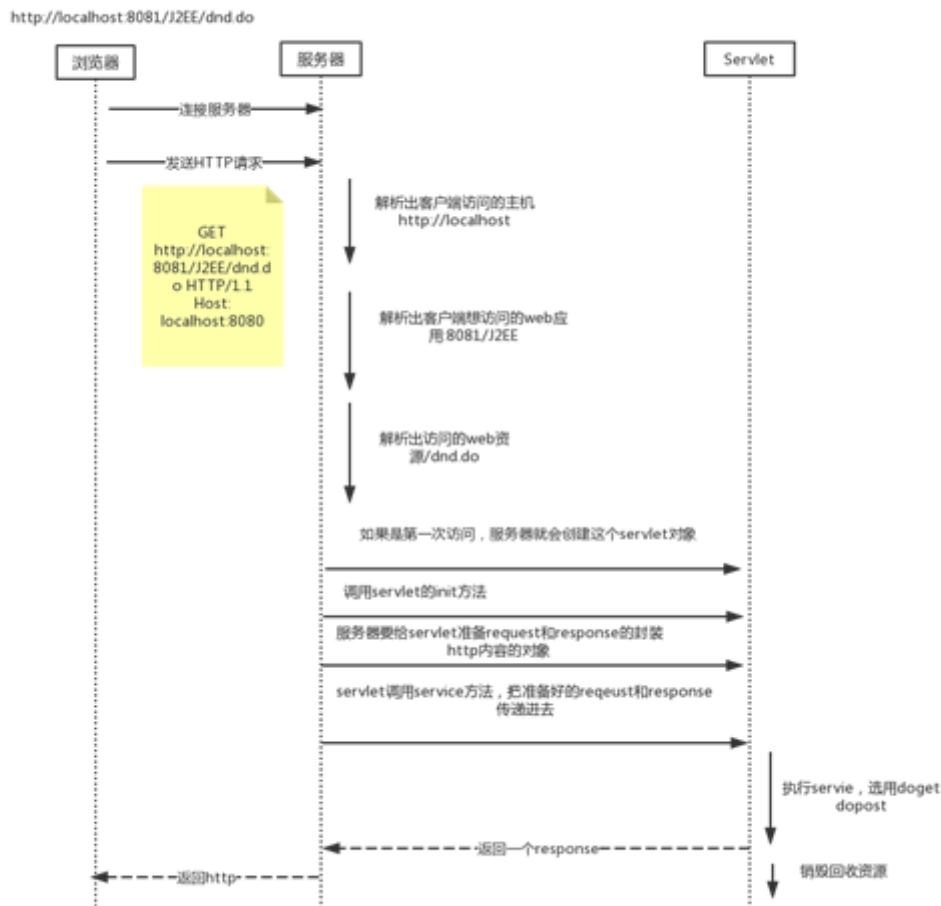 http://localhost:8081/J2EE/dnd.do
浏览器
服务器
Servlet
连接服务器
发送HTTP请求
GET
http://localhost:
8081/J2EE/dnd.d
o HTTP/1.1
Host:
localhost:8080
解析出客户端访问的主机
http://localhost
解析出客户端想访问的web应
用:8081/J2EE
解析出访问的web资
源/dnd.do
如果是第一次访问，服务器就会创建这个servlet对象
调用servlet的init方法
服务器要给servlet准备request和response的封装
http内容的对象
servlet调用service方法，把准备好的reqeust和response
传递进去
执行servie，选用doget
dopost
返回一个response
销毁回收资源
返回http